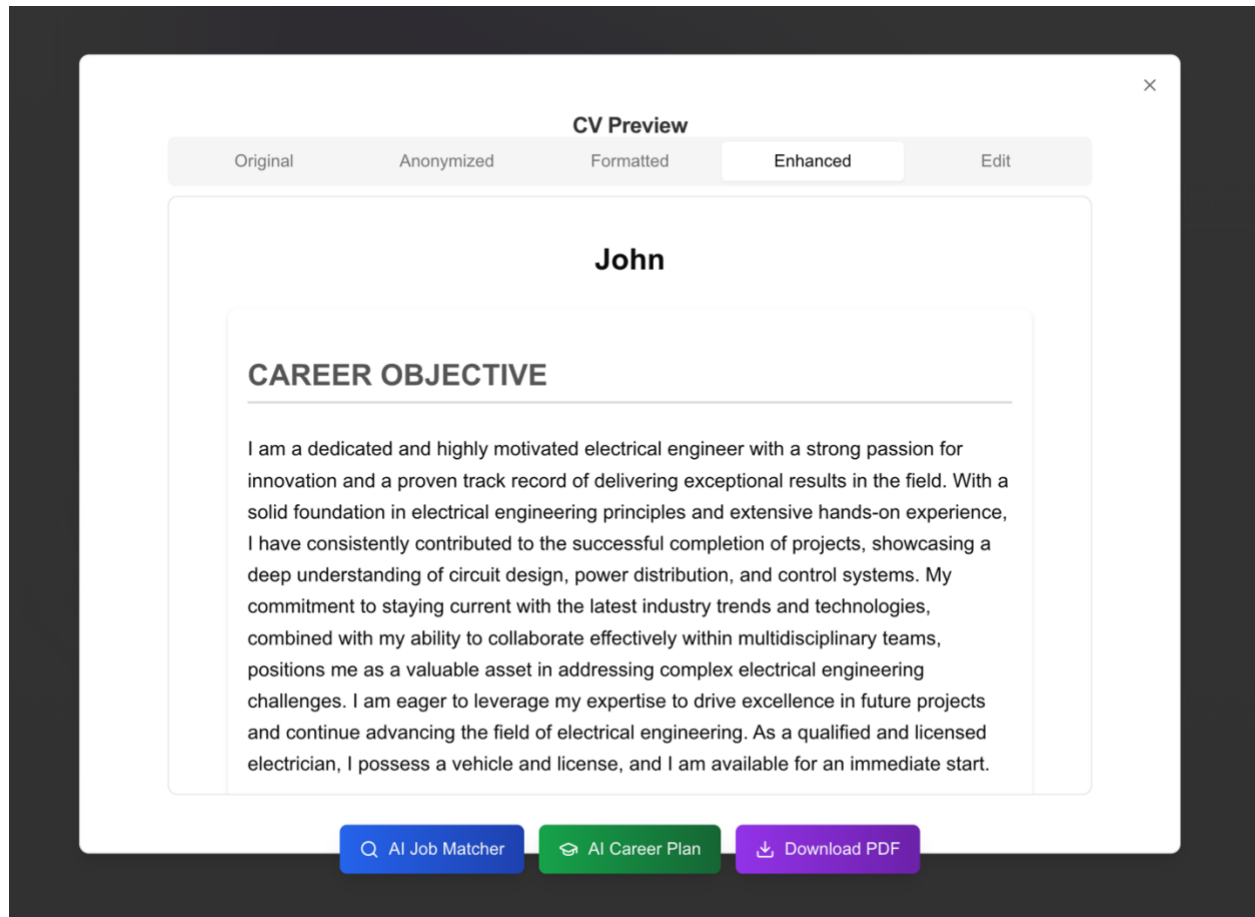 CV Preview
Original Anonymized Formatted Enhanced Edit
John
CAREER OBJECTIVE
I am a dedicated and highly motivated electrical engineer with a strong passion for
innovation and a proven track record of delivering exceptional results in the field. With a
solid foundation in electrical engineering principles and extensive hands-on experience,
I have consistently contributed to the successful completion of projects, showcasing a
deep understanding of circuit design, power distribution, and control systems. My
commitment to staying current with the latest industry trends and technologies,
combined with my ability to collaborate effectively within multidisciplinary teams,
positions me as a valuable asset in addressing complex electrical engineering
challenges. I am eager to leverage my expertise to drive excellence in future projects
and continue advancing the field of electrical engineering. As a qualified and licensed
electrician, I possess a vehicle and license, and I am available for an immediate start.
AI Job Matcher AI Career Plan Download PDF